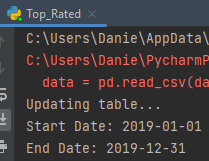 Top_Rated
C:\Users\Danie\AppData\
C:\Users\Danie\PycharmP
data = pd.read_csv(da
Updating table...
Start Date: 2019-01-01
End Date: 2019-12-31